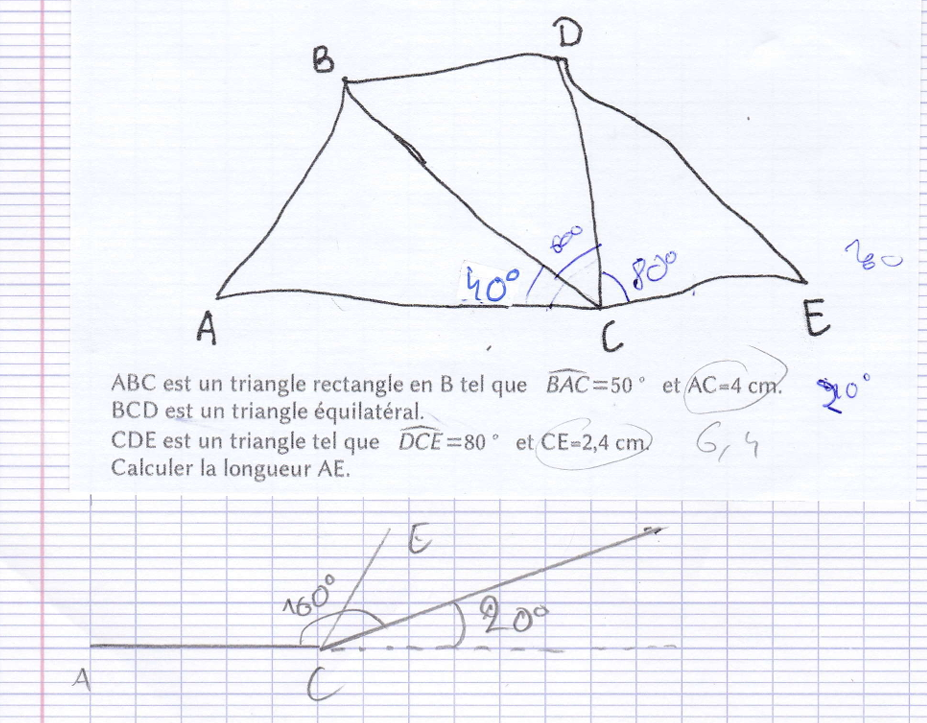 D
B
60°
40°
80°
A
C
E
ABC est un triangle rectangle en B tel que BAC=50° et AC=4 cm.
20°
BCD est un triangle équilatéral.
CDE est un triangle tel que DCE=80° et CE=2,4 cm.
6,4
Calculer la longueur AE.
E
160°
20°
A
C